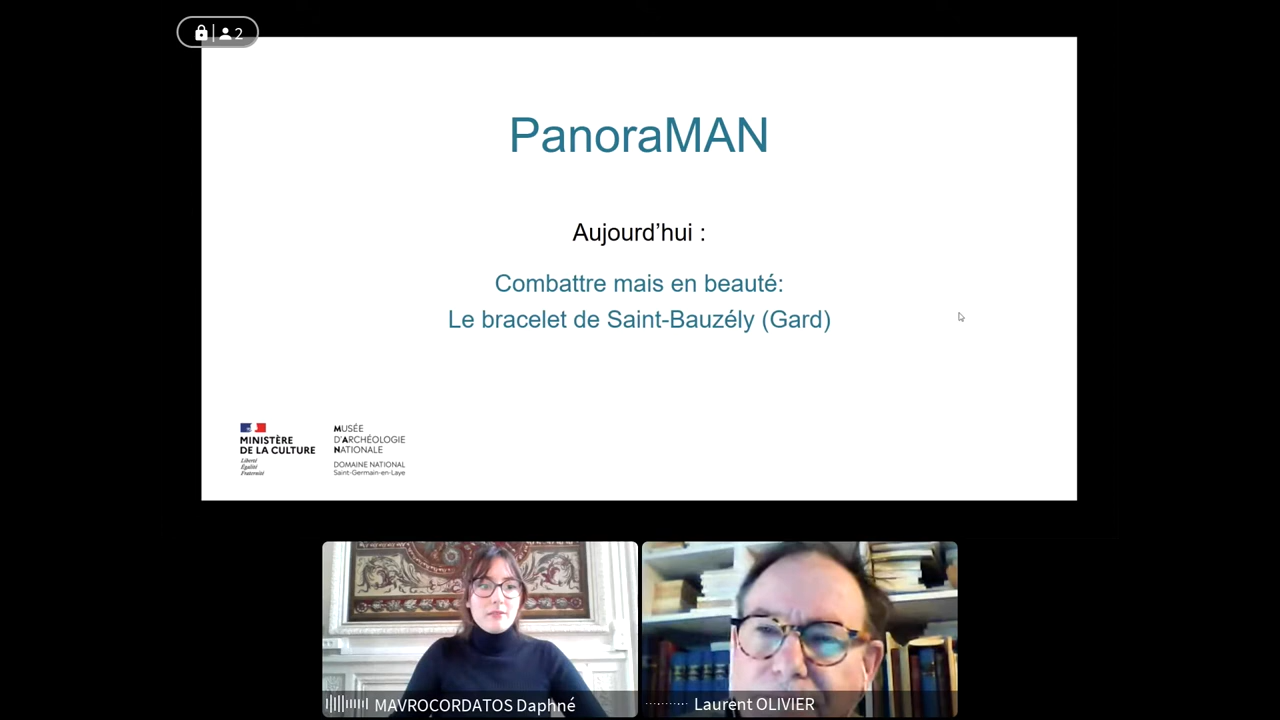 2
PanoraMAN
Aujourd’hui :
Combattre mais en beauté:
Le bracelet de Saint-Bauzély (Gard)
MINISTÈRE
DE LA CULTURE
Liberté
Égalité
Fraternité
MUSÉE
D'ARCHÉOLOGIE
NATIONALE
DOMAINE NATIONAL
Saint-Germain-en-Laye
MAVROCORDATOS Daphné
Laurent OLIVIER